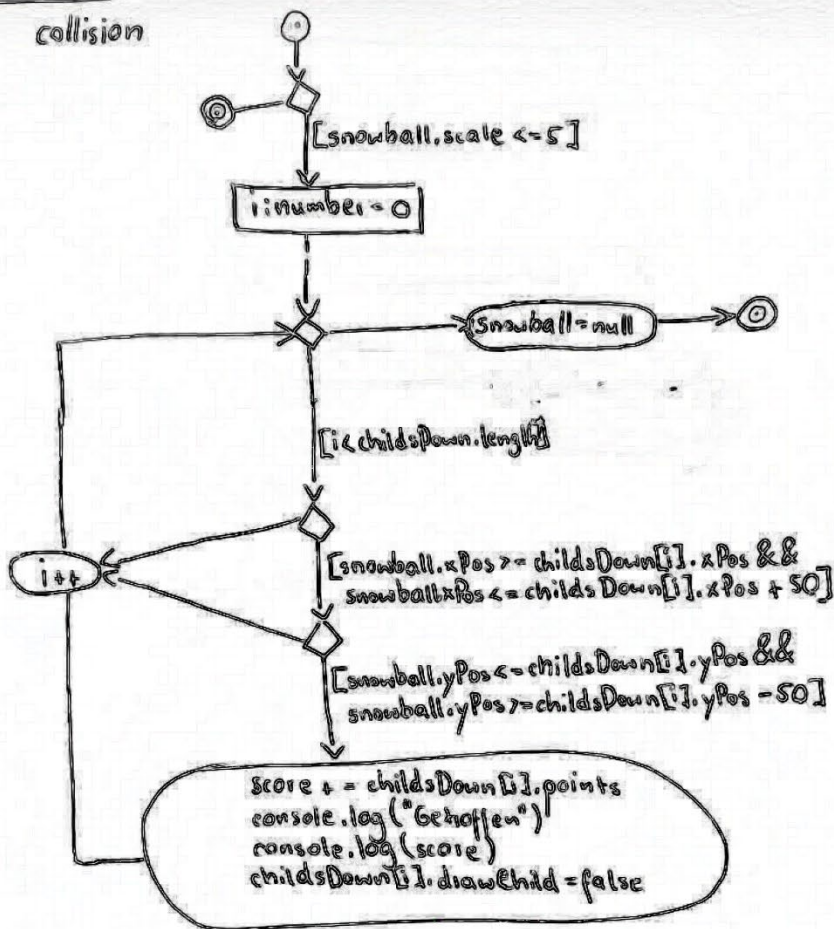 collision
[snowball.scale <= 5]
i:number = 0
snowball = null
[i < childsDown.length]
[snowball.xPos >= childsDown[i].xPos &&
snowball.xPos <= childsDown[i].xPos + 50]
i++
[snowball.yPos <= childsDown[i].yPos &&
snowball.yPos >= childsDown[i].yPos - 50]
score += childsDown[i].points
console.log("Getroffen")
console.log(score)
childsDown[i].drawChild = false